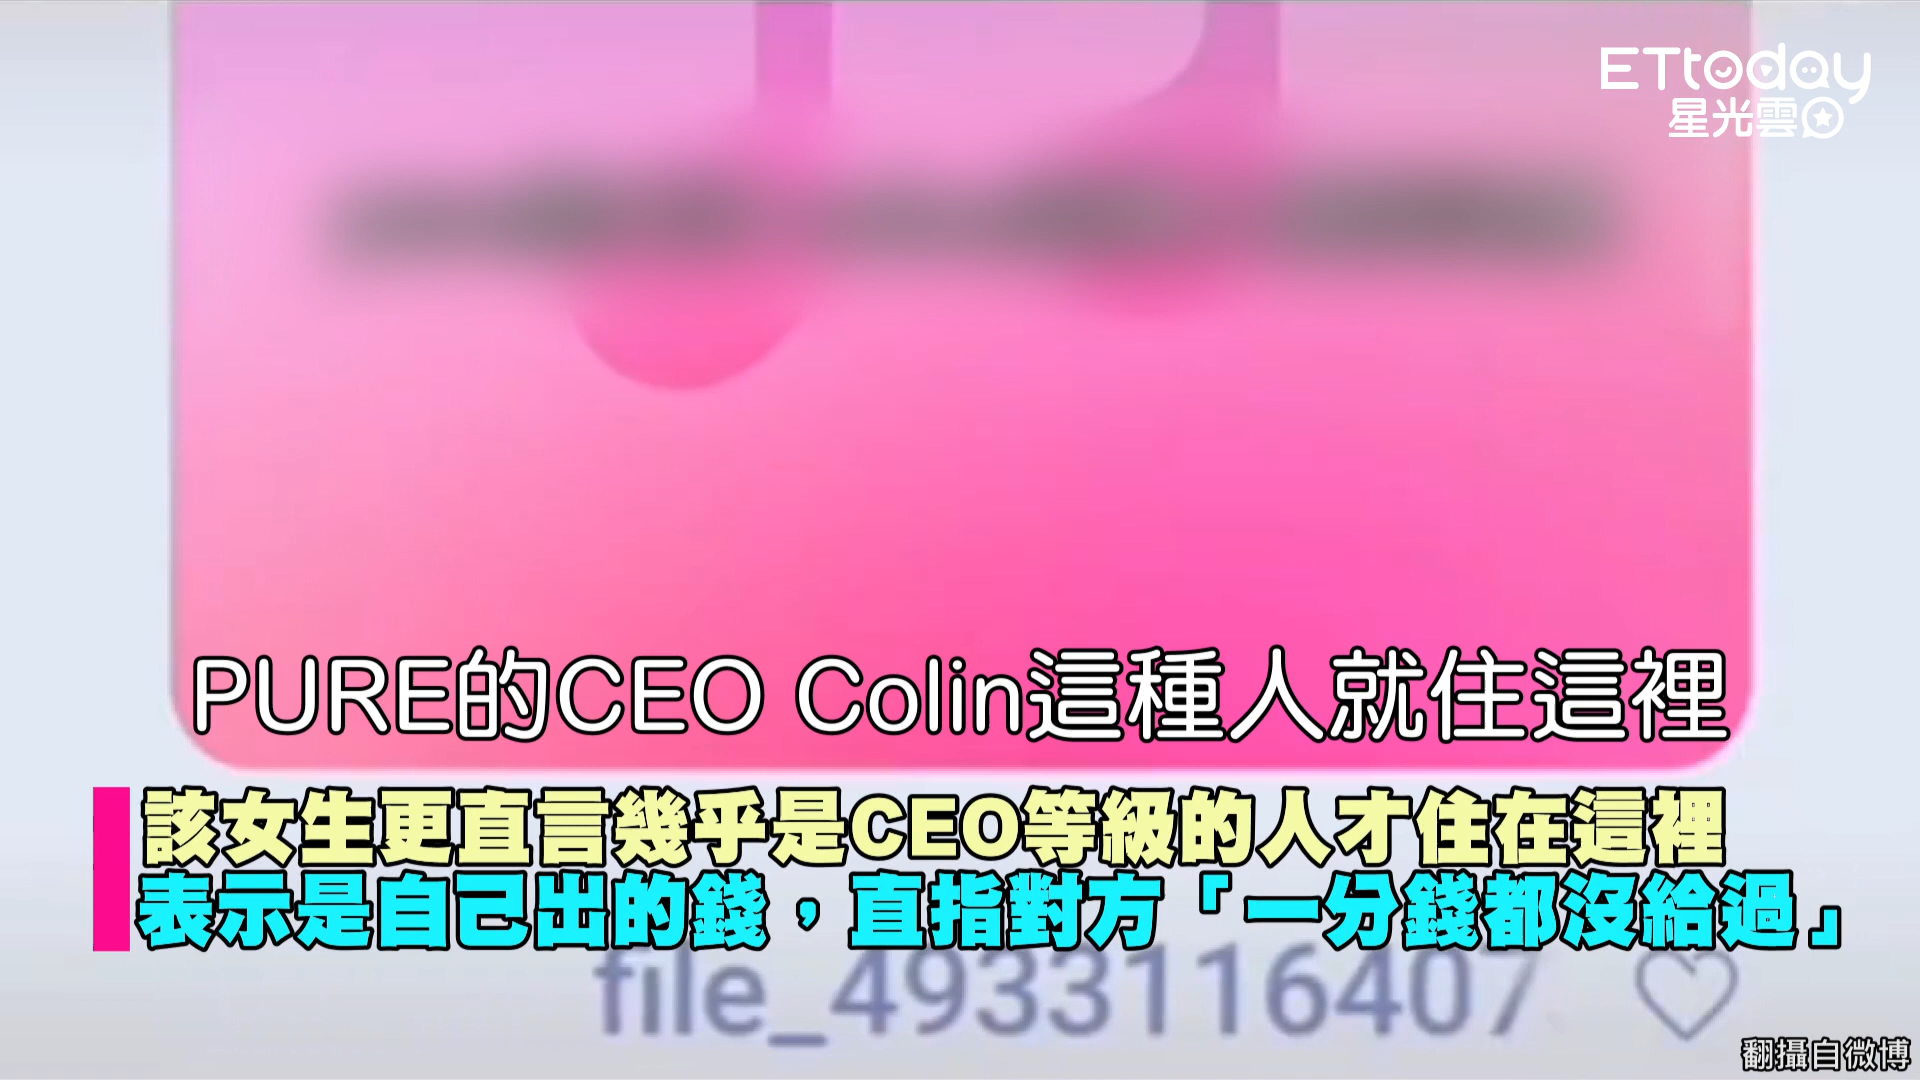 ETtoday
星光雲
PURE的CEO Colin這種人就住這裡
該女生更直言幾乎是CEO等級的人才住在這裡
表示是自己出的錢，直指對方「一分錢都沒給過」
file_4933116407
翻攝自微博